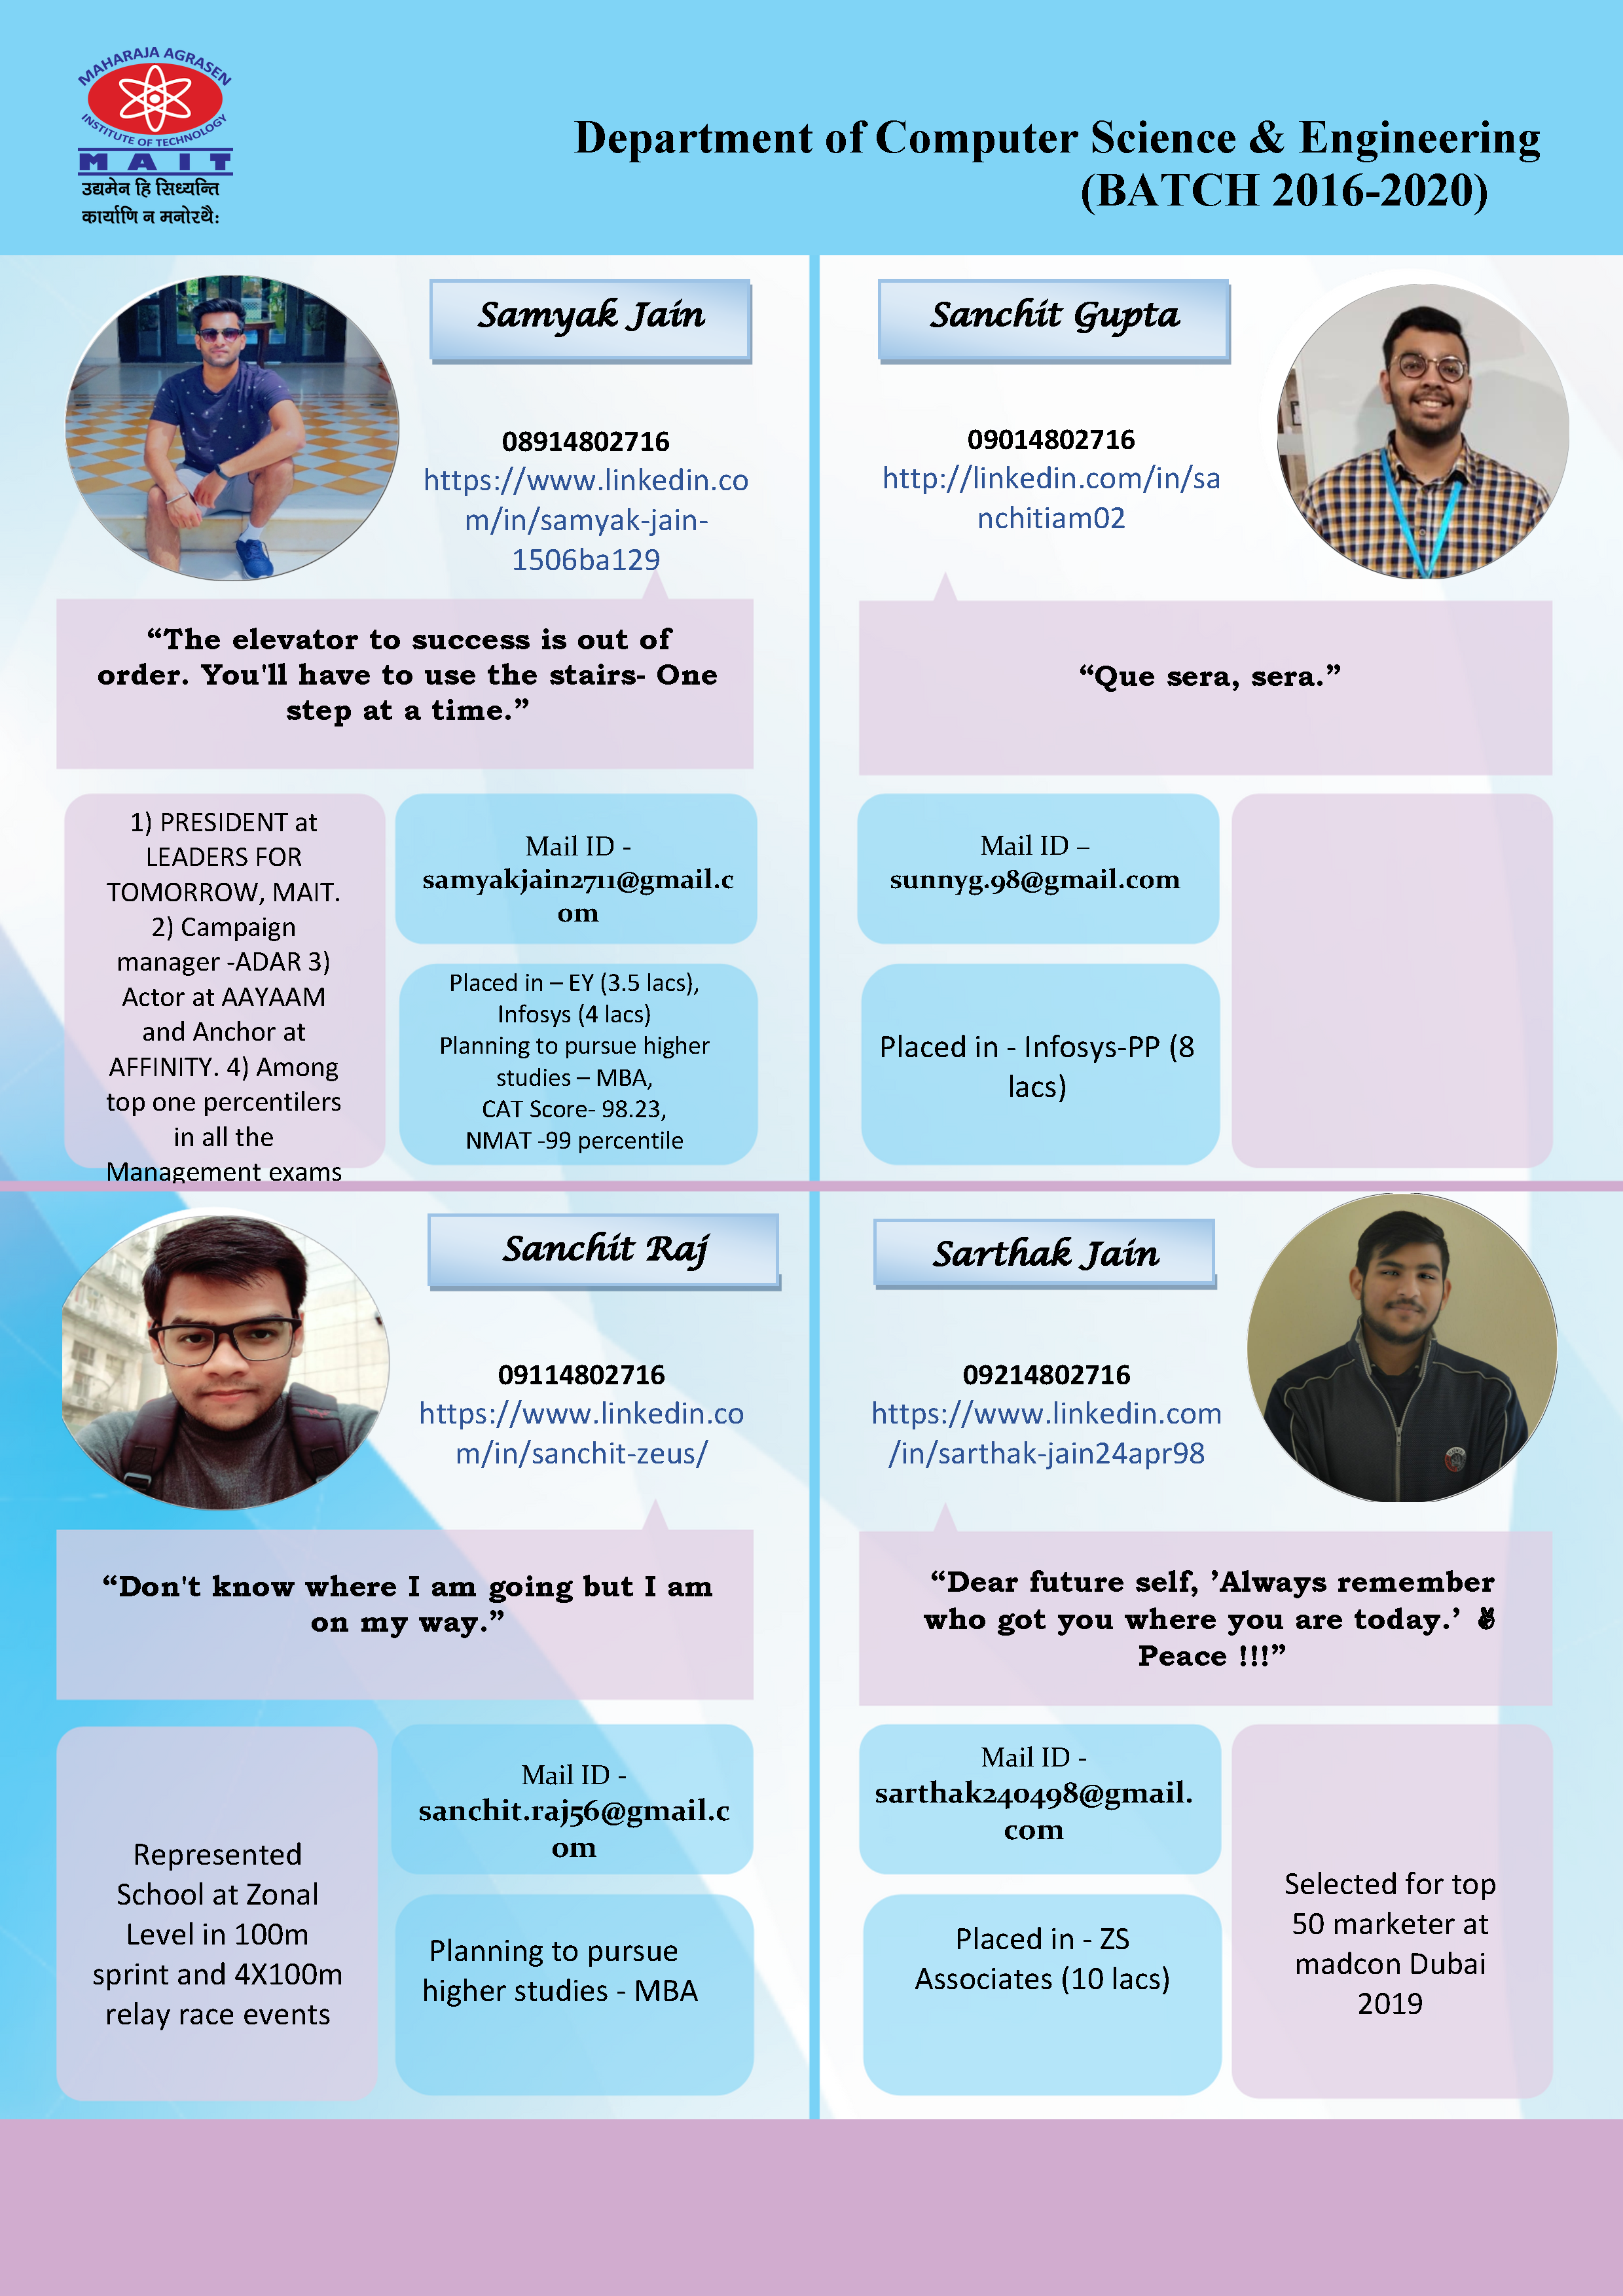 MAHARAJA AGRASEN
INSTITUTE OF TECHNOLOGY
MAIT
उद्यमेन हि सिध्यन्ति
कार्याणि न मनोरथैः
Department of Computer Science & Engineering
(BATCH 2016-2020)
Samyak Jain
08914802716
https://www.linkedin.co
m/in/samyak-jain-
1506ba129
“The elevator to success is out of
order. You'll have to use the stairs- One
step at a time.”
1) PRESIDENT at
LEADERS FOR
TOMORROW, MAIT.
2) Campaign
manager -ADAR 3)
Actor at AAYAAM
and Anchor at
AFFINITY. 4) Among
top one percentilers
in all the
Management exams
Mail ID -
samyakjain2711@gmail.c
om
Placed in – EY (3.5 lacs),
Infosys (4 lacs)
Planning to pursue higher
studies – MBA,
CAT Score- 98.23,
NMAT -99 percentile
Sanchit Gupta
09014802716
http://linkedin.com/in/sa
nchitiam02
“Que sera, sera.”
Mail ID –
sunnyg.98@gmail.com
Placed in - Infosys-PP (8
lacs)
Sanchit Raj
09114802716
https://www.linkedin.co
m/in/sanchit-zeus/
“Don't know where I am going but I am
on my way.”
Represented
School at Zonal
Level in 100m
sprint and 4X100m
relay race events
Mail ID -
sanchit.raj56@gmail.c
om
Planning to pursue
higher studies - MBA
Sarthak Jain
09214802716
https://www.linkedin.com
/in/sarthak-jain24apr98
“Dear future self, ’Always remember
who got you where you are today.’ ✌
Peace !!!”
Mail ID -
sarthak240498@gmail.
com
Placed in - ZS
Associates (10 lacs)
Selected for top
50 marketer at
madcon Dubai
2019